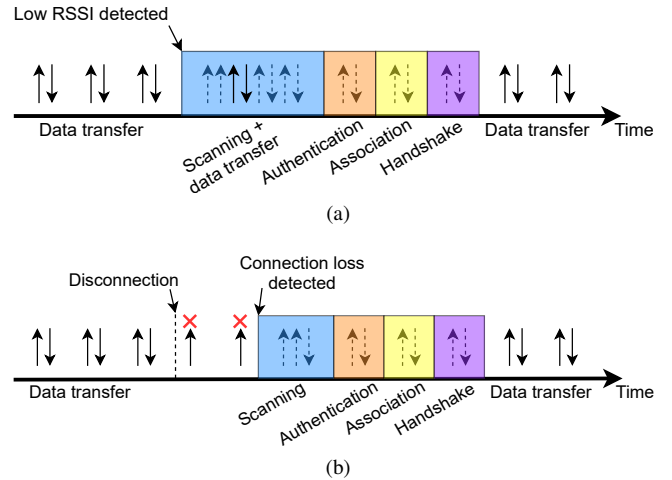 Low RSSI detected
Data transfer
Scanning +
data transfer
Authentication
Association
Handshake
Data transfer
Time
(a)
Disconnection
Connection loss
detected
Data transfer
Scanning
Authentication
Association
Handshake
Data transfer
Time
(b)